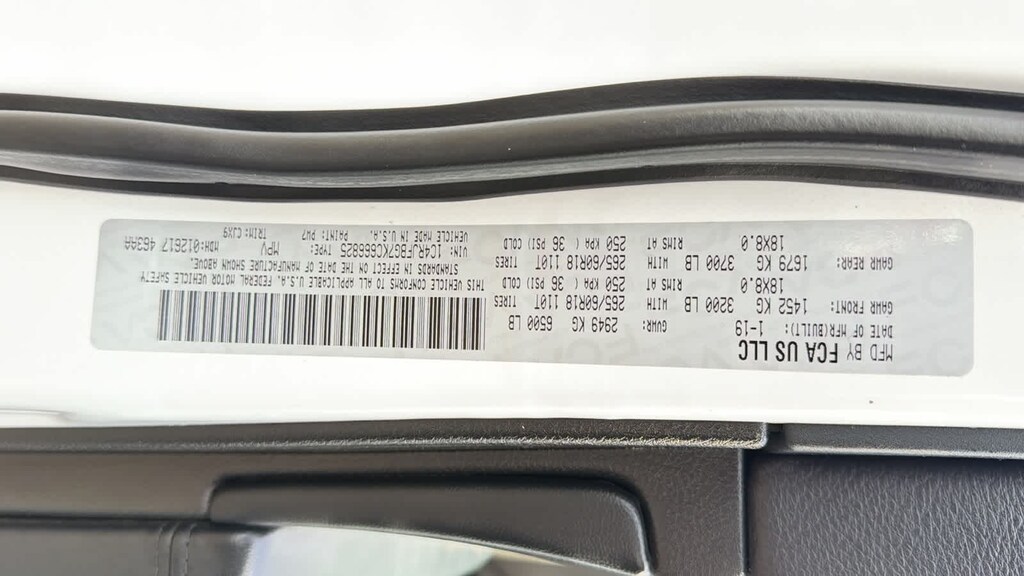 MFD BY FCA US LLC
DATE OF MFR(BUILT): 1-19 GVWR: 2949 KG 6500 LB
GAWR FRONT: 1452 KG 3200 LB WITH 265/60R18 110T TIRES
18X8.0 RIMS AT 250 KPA ( 36 PSI) COLD
GAWR REAR: 1679 KG 3700 LB WITH 265/60R18 110T TIRES
18X8.0 RIMS AT 250 KPA ( 36 PSI) COLD
THIS VEHICLE CONFORMS TO ALL APPLICABLE U.S.A. FEDERAL MOTOR VEHICLE SAFETY
STANDARDS IN EFFECT ON THE DATE OF MANUFACTURE SHOWN ABOVE.
VIN: 1C4RJFBG7KC666825 TYPE: MPV MDH:012617 463AA
VEHICLE MADE IN U.S.A. PAINT: PW7 TRIM: CJX9